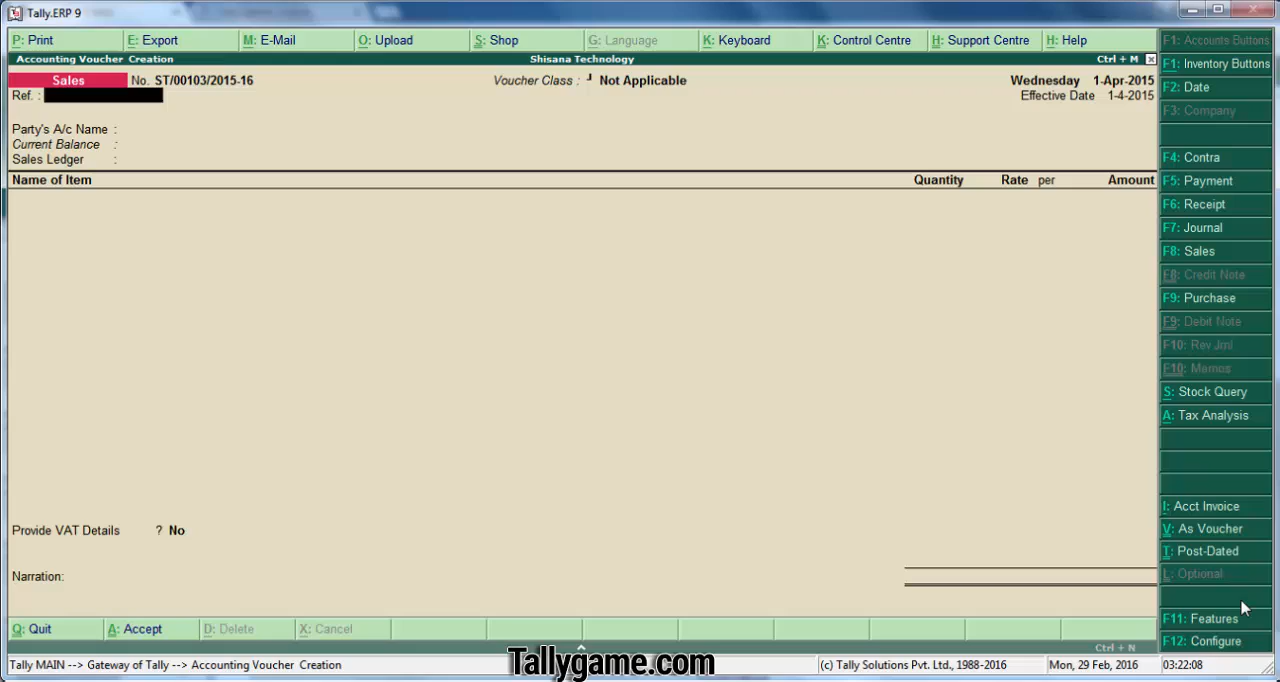 Tally.ERP 9
P: Print E: Export M: E-Mail O: Upload S: Shop G: Language K: Keyboard K: Control Centre H: Support Centre H: Help
Accounting Voucher Creation Shisana Technology Ctrl + M
Sales No. ST/00103/2015-16 Voucher Class : Not Applicable Wednesday 1-Apr-2015
Ref. : Effective Date 1-4-2015
Party's A/c Name :
Current Balance :
Sales Ledger :
Name of Item Quantity Rate per Amount
Provide VAT Details ? No
Narration:
Q: Quit A: Accept D: Delete X: Cancel
Ctrl + N
Tally MAIN --> Gateway of Tally --> Accounting Voucher Creation (c) Tally Solutions Pvt. Ltd., 1988-2016 Mon, 29 Feb, 2016 03:22:08
Tallygame.com
F1: Accounts Buttons
F1: Inventory Buttons
F2: Date
F3: Company
F4: Contra
F5: Payment
F6: Receipt
F7: Journal
F8: Sales
F8: Credit Note
F9: Purchase
F9: Debit Note
F10: Rev Jrnl
F10: Memos
S: Stock Query
A: Tax Analysis
I: Acct Invoice
V: As Voucher
T: Post-Dated
L: Optional
F11: Features
F12: Configure